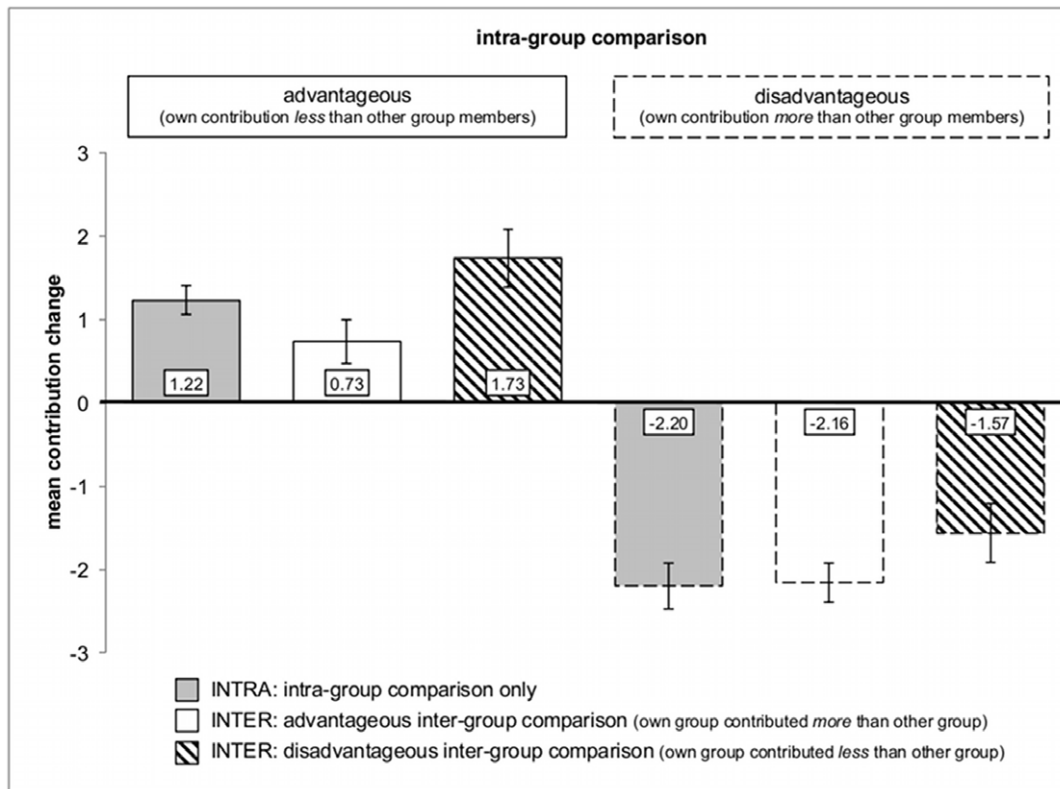 intra-group comparison
advantageous
(own contribution less than other group members)
disadvantageous
(own contribution more than other group members)
mean contribution change
3
2
1
0
-1
-2
-3
1.22
0.73
1.73
-2.20
-2.16
-1.57
INTRA: intra-group comparison only
INTER: advantageous inter-group comparison (own group contributed more than other group)
INTER: disadvantageous inter-group comparison (own group contributed less than other group)